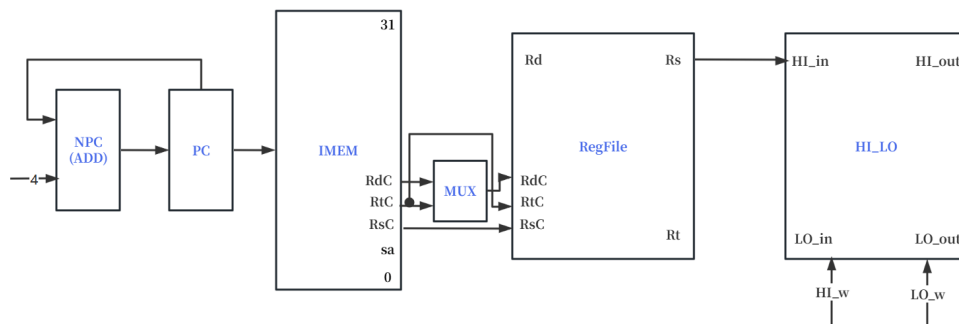 4
NPC
(ADD)
PC
IMEM
31
RdC
RtC
RsC
sa
0
MUX
Rd
Rs
RegFile
RdC
RtC
RsC
Rt
HI_in
HI_out
HI_LO
LO_in
LO_out
HI_w
LO_w